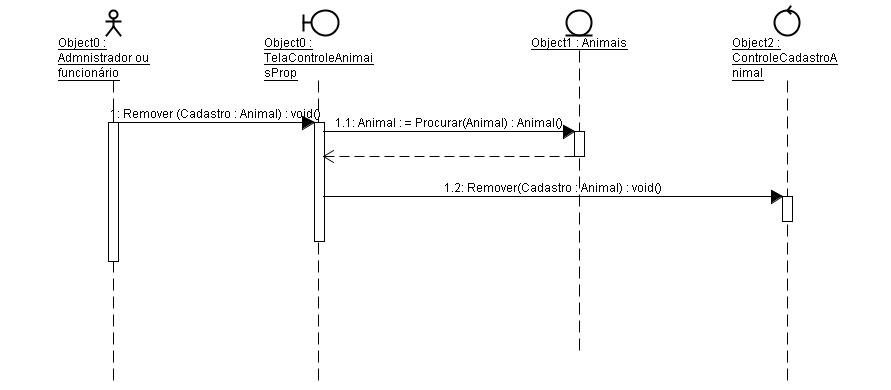 Object0 :
Admnistrador ou
funcionário
Object0 :
TelaControleAnimai
sProp
Object1 : Animais
Object2 :
ControleCadastroA
nimal
1: Remover (Cadastro : Animal) : void()
1.1: Animal : = Procurar(Animal) : Animal()
1.2: Remover(Cadastro : Animal) : void()